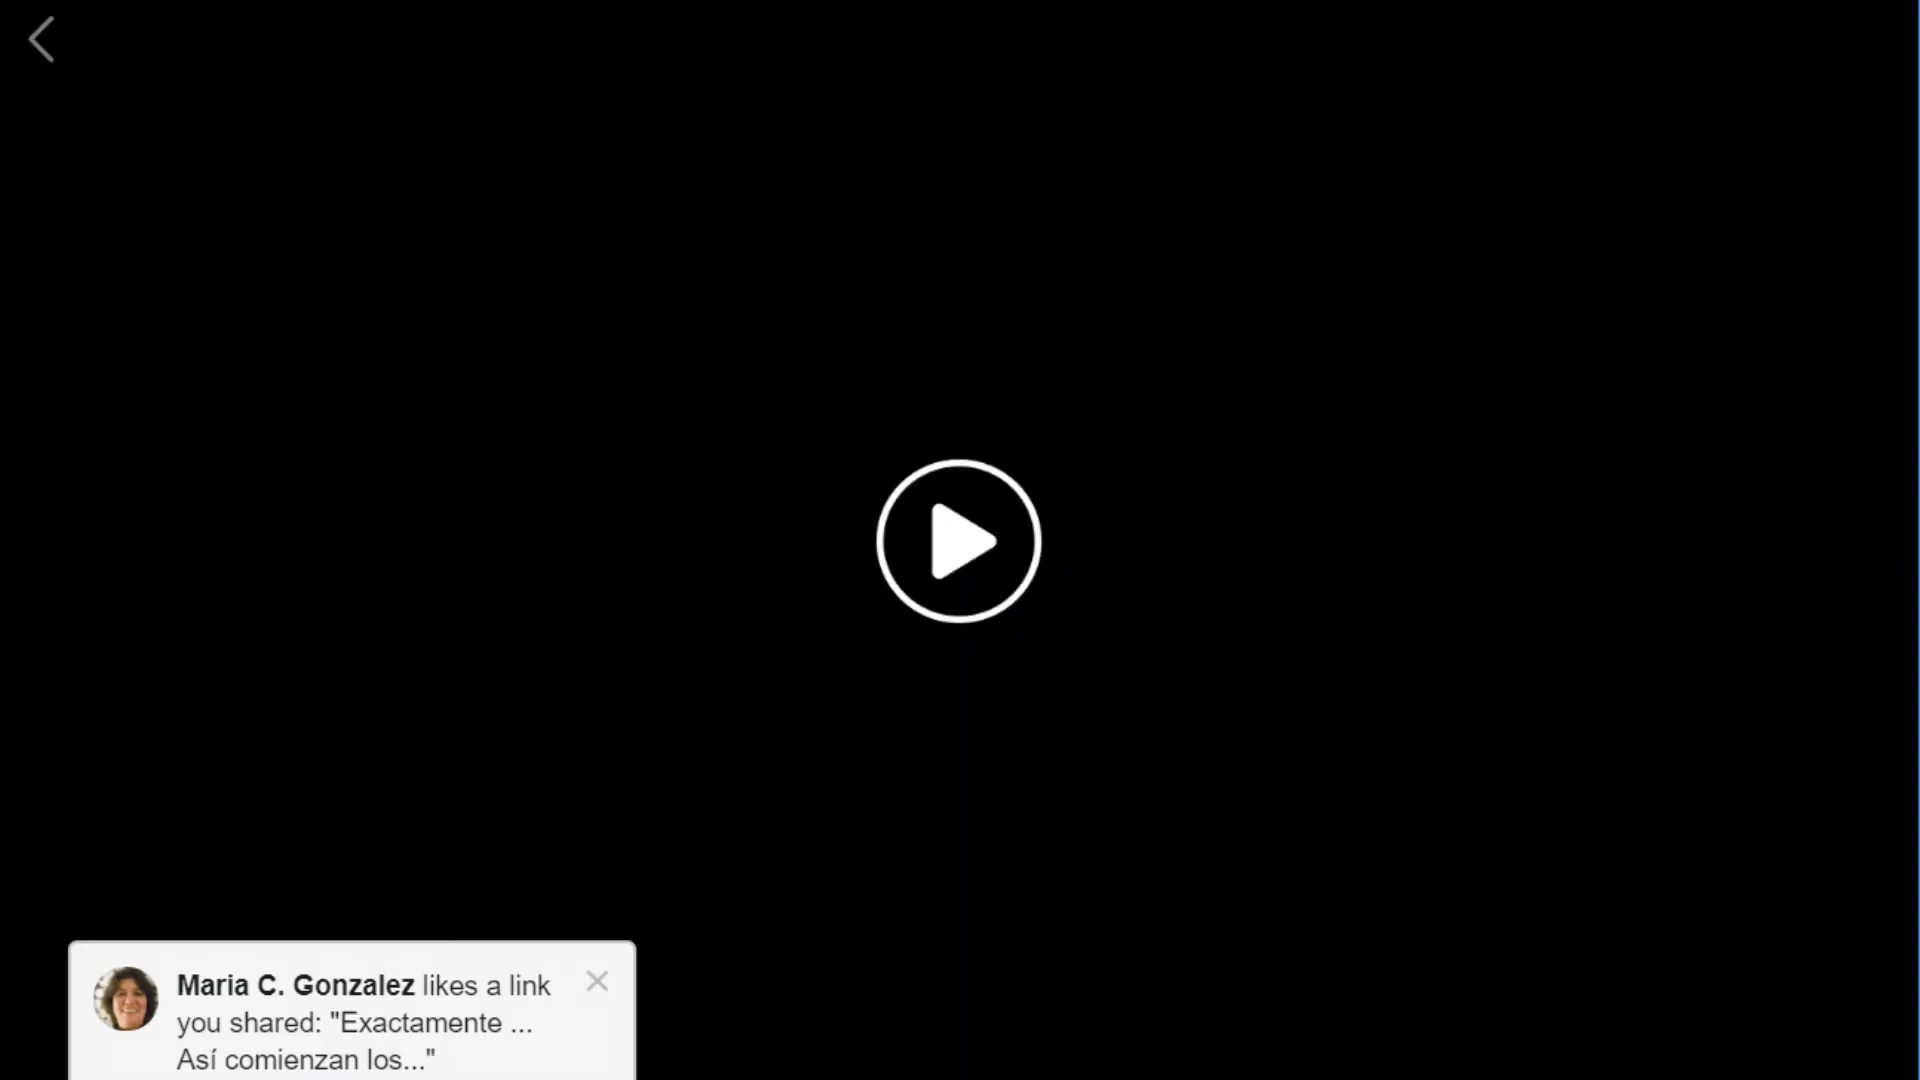 Maria C. Gonzalez likes a link
you shared: "Exactamente ...
Así comienzan los..."